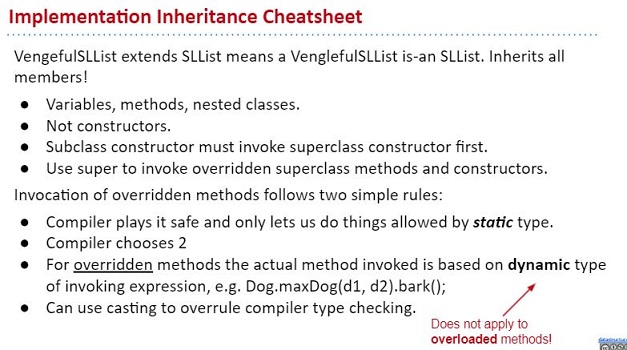 Implementation Inheritance Cheatsheet
VengefulSLList extends SLList means a VenglefulSLList is-an SLList. Inherits all
members!
● Variables, methods, nested classes.
● Not constructors.
● Subclass constructor must invoke superclass constructor first.
● Use super to invoke overridden superclass methods and constructors.
Invocation of overridden methods follows two simple rules:
● Compiler plays it safe and only lets us do things allowed by static type.
● Compiler chooses 2
● For overridden methods the actual method invoked is based on dynamic type
of invoking expression, e.g. Dog.maxDog(d1, d2).bark();
● Can use casting to overrule compiler type checking.
Does not apply to
overloaded methods!